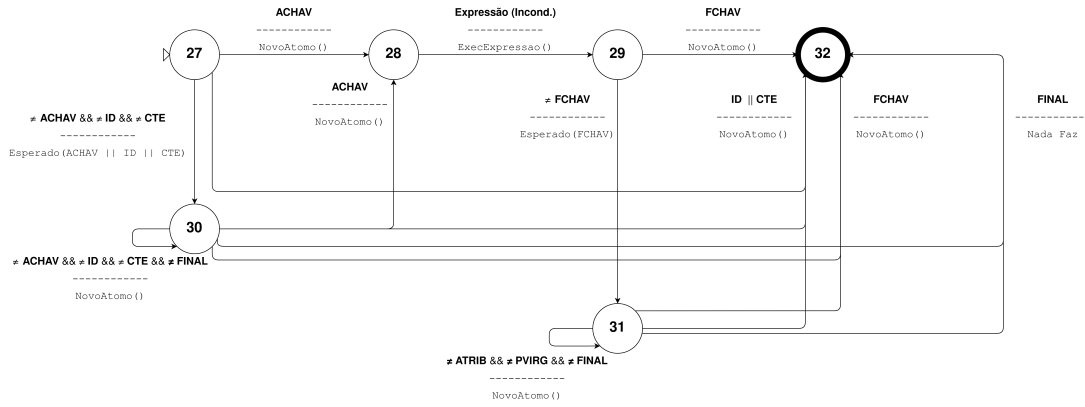 ACHAV
------------
NovoAtomo()
Expressão (Incond.)
------------
ExecExpressao()
FCHAV
------------
NovoAtomo()
27
28
29
32
ACHAV
------------
NovoAtomo()
≠ FCHAV
------------
Esperado(FCHAV)
ID || CTE
------------
NovoAtomo()
FCHAV
------------
NovoAtomo()
FINAL
-----------
Nada Faz
≠ ACHAV && ≠ ID && ≠ CTE
------------
Esperado(ACHAV || ID || CTE)
30
≠ ACHAV && ≠ ID && ≠ CTE && ≠ FINAL
------------
NovoAtomo()
31
≠ ATRIB && ≠ PVIRG && ≠ FINAL
------------
NovoAtomo()